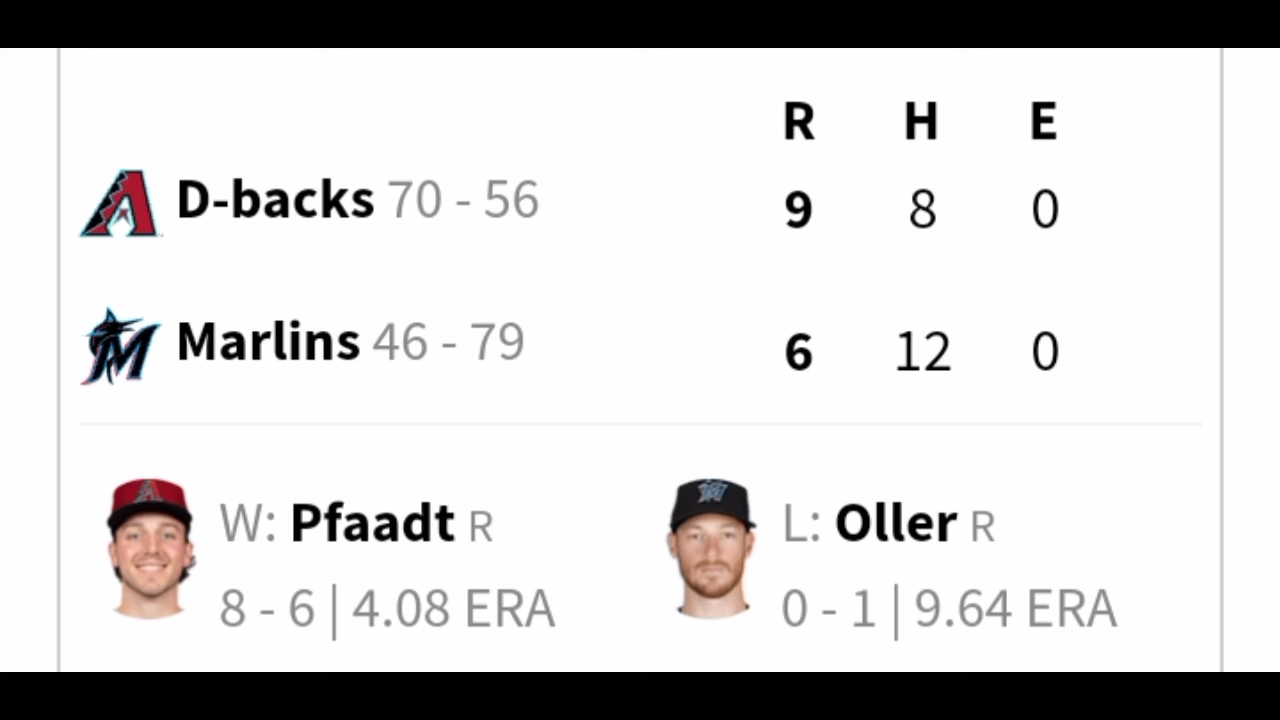 R H E
D-backs 70 - 56 9 8 0
Marlins 46 - 79 6 12 0
W: Pfaadt R L: Oller R
8 - 6 | 4.08 ERA 0 - 1 | 9.64 ERA